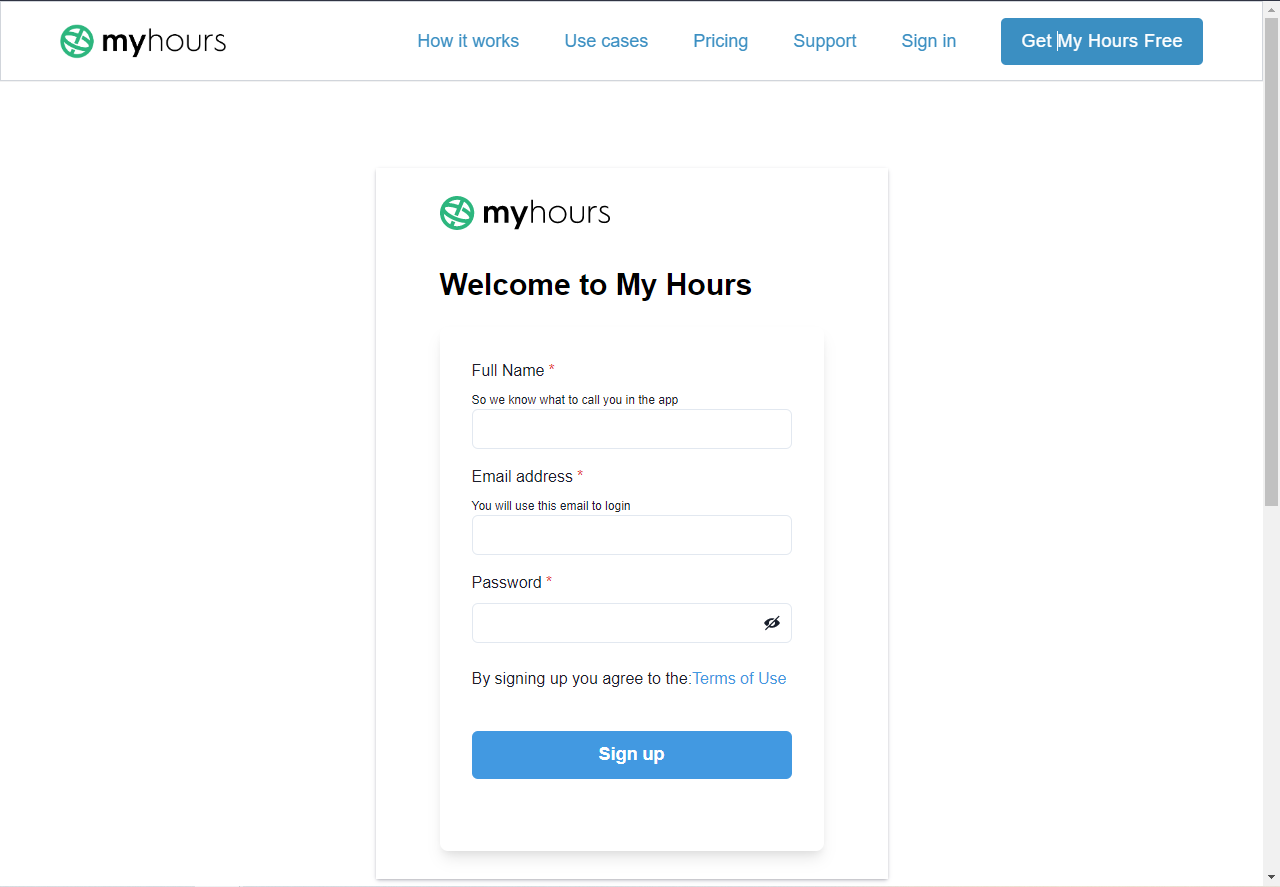 myhours
How it works
Use cases
Pricing
Support
Sign in
Get My Hours Free
myhours
Welcome to My Hours
Full Name *
So we know what to call you in the app
Email address *
You will use this email to login
Password *
By signing up you agree to the:Terms of Use
Sign up